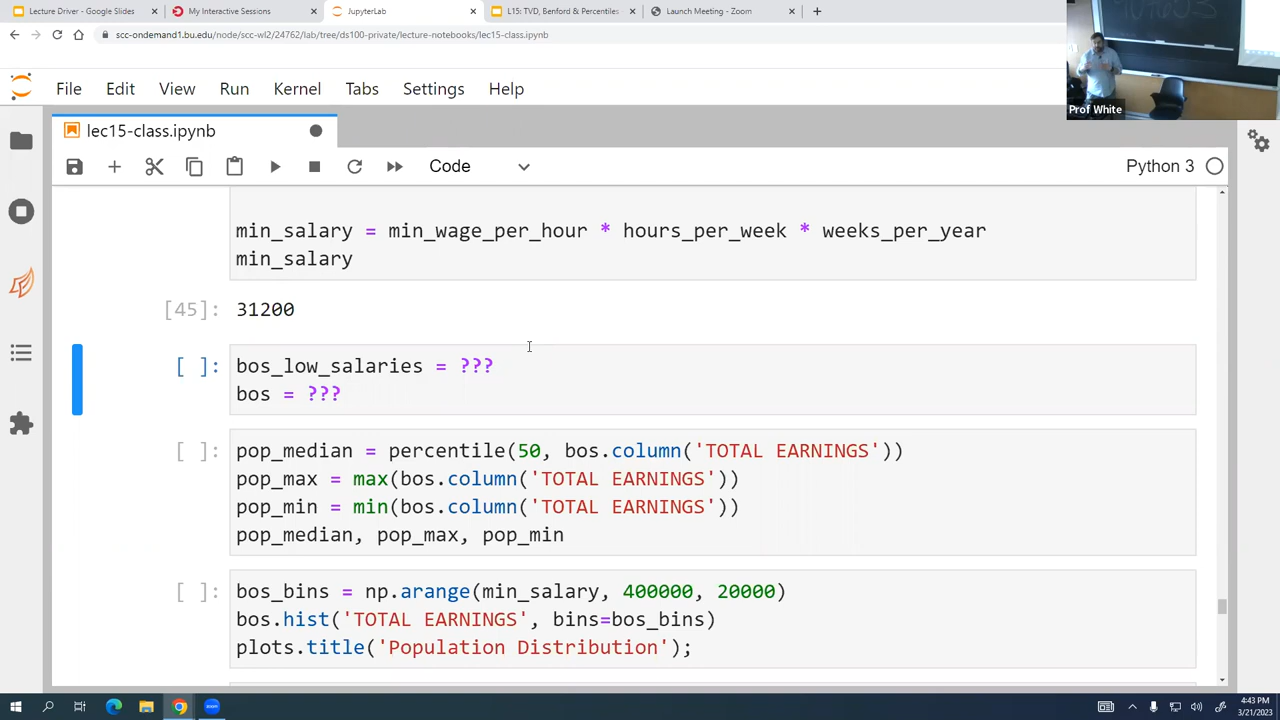 Lecture Driver - Google Slides
My Interactive Sessions
JupyterLab
L15: TVD, Benford & Percentiles
Launch Meeting - Zoom
scc-ondemand1.bu.edu/node/scc-wl2/24762/lab/tree/ds100-private/lecture-notebooks/lec15-class.ipynb
Prof White
File Edit View Run Kernel Tabs Settings Help
lec15-class.ipynb
Code
Python 3
min_salary = min_wage_per_hour * hours_per_week * weeks_per_year
min_salary
[45]: 31200
[ ]: bos_low_salaries = ???
bos = ???
[ ]: pop_median = percentile(50, bos.column('TOTAL EARNINGS'))
pop_max = max(bos.column('TOTAL EARNINGS'))
pop_min = min(bos.column('TOTAL EARNINGS'))
pop_median, pop_max, pop_min
[ ]: bos_bins = np.arange(min_salary, 400000, 20000)
bos.hist('TOTAL EARNINGS', bins=bos_bins)
plots.title('Population Distribution');
4:43 PM
3/21/2023